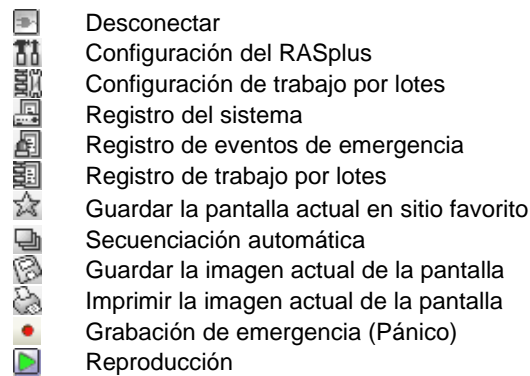 Desconectar
Configuración del RASplus
Configuración de trabajo por lotes
Registro del sistema
Registro de eventos de emergencia
Registro de trabajo por lotes
Guardar la pantalla actual en sitio favorito
Secuenciación automática
Guardar la imagen actual de la pantalla
Imprimir la imagen actual de la pantalla
Grabación de emergencia (Pánico)
Reproducción